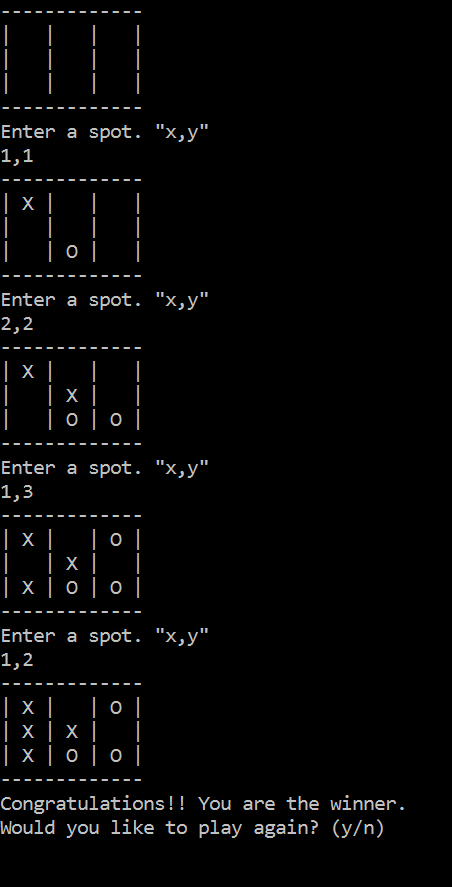 -------------
|   |   |   |
|   |   |   |
|   |   |   |
-------------
Enter a spot. "x,y"
1,1
-------------
| X |   |   |
|   |   |   |
|   | O |   |
-------------
Enter a spot. "x,y"
2,2
-------------
| X |   |   |
|   | X |   |
|   | O | O |
-------------
Enter a spot. "x,y"
1,3
-------------
| X |   | O |
|   | X |   |
| X | O | O |
-------------
Enter a spot. "x,y"
1,2
-------------
| X |   | O |
| X | X |   |
| X | O | O |
-------------
Congratulations!! You are the winner.
Would you like to play again? (y/n)